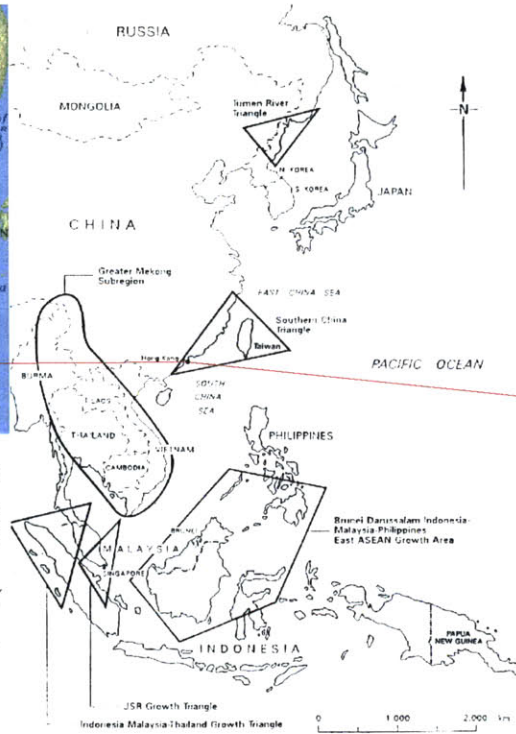 RUSSIA
MONGOLIA
Tumen River
Triangle
N
N. KOREA
S. KOREA
JAPAN
CHINA
Greater Mekong
Subregion
EAST CHINA SEA
Southern China
Triangle
Taiwan
Hong Kong
PACIFIC OCEAN
BURMA
SOUTH
CHINA
SEA
LAOS
THAILAND
VIETNAM
CAMBODIA
PHILIPPINES
BRUNEI
Brunei Darussalam Indonesia-
Malaysia-Philippines
East ASEAN Growth Area
MALAYSIA
SINGAPORE
PAPUA
NEW GUINEA
INDONESIA
JSR Growth Triangle
Indonesia Malaysia-Thailand Growth Triangle
0 1 000 2.000 km